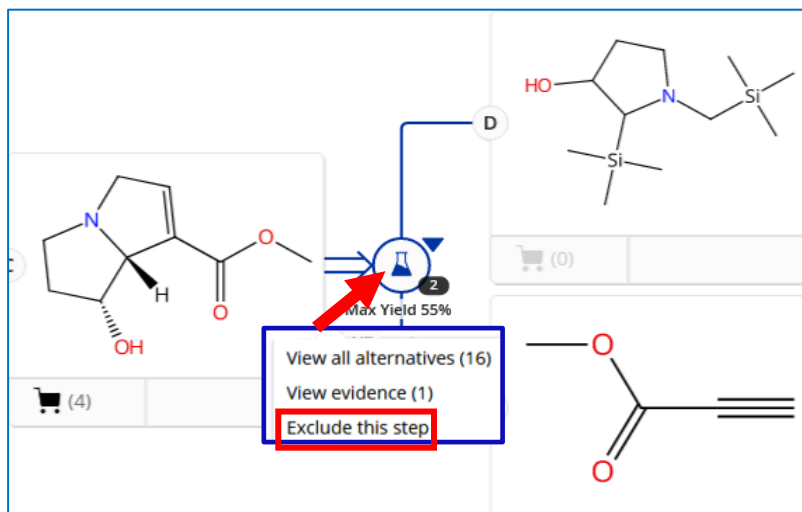 HO
N
Si
Si
D
N
O
O
H
OH
(0)
2
Max Yield 55%
View all alternatives (16)
View evidence (1)
Exclude this step
(4)
O
O